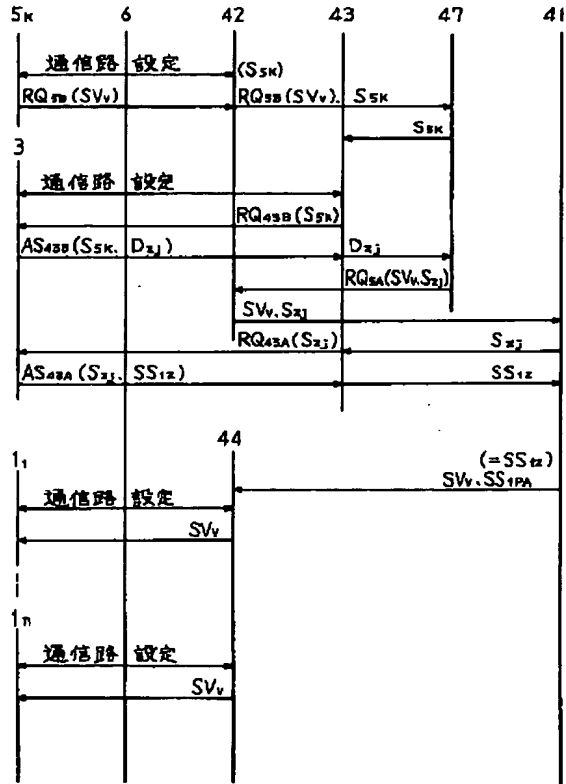 5K 6 42 43 47 41
通信路 設定 (S5K)
RQ5B(SVv) RQ5B(SVv), S5K
S5K
3
通信路 設定
RQ43B(S5K)
AS43B(S5K, Dzj) Dzj
RQ5A(SVv,Szj)
SVv, Szj
RQ43A(Szj) Szj
AS43A(Szj, SS1z) SS1z
44
11 (=SS1z)
SVv, SS1PA
通信路 設定
SVv
1n
通信路 設定
SVv